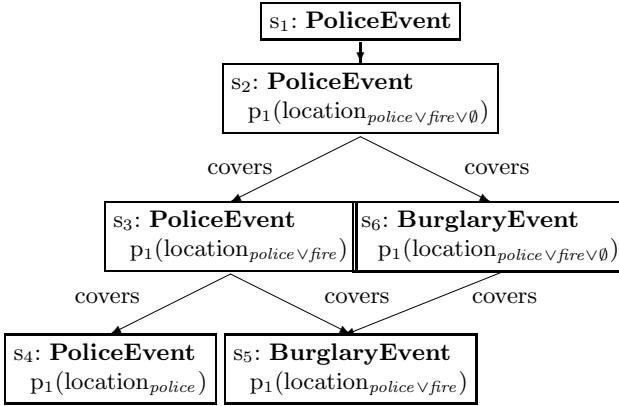 s₁: PoliceEvent
s₂: PoliceEvent
p₁(location_police∨fire∨∅)
covers covers
s₃: PoliceEvent s₆: BurglaryEvent
p₁(location_police∨fire) p₁(location_police∨fire∨∅)
covers covers covers
s₄: PoliceEvent s₅: BurglaryEvent
p₁(location_police) p₁(location_police∨fire)